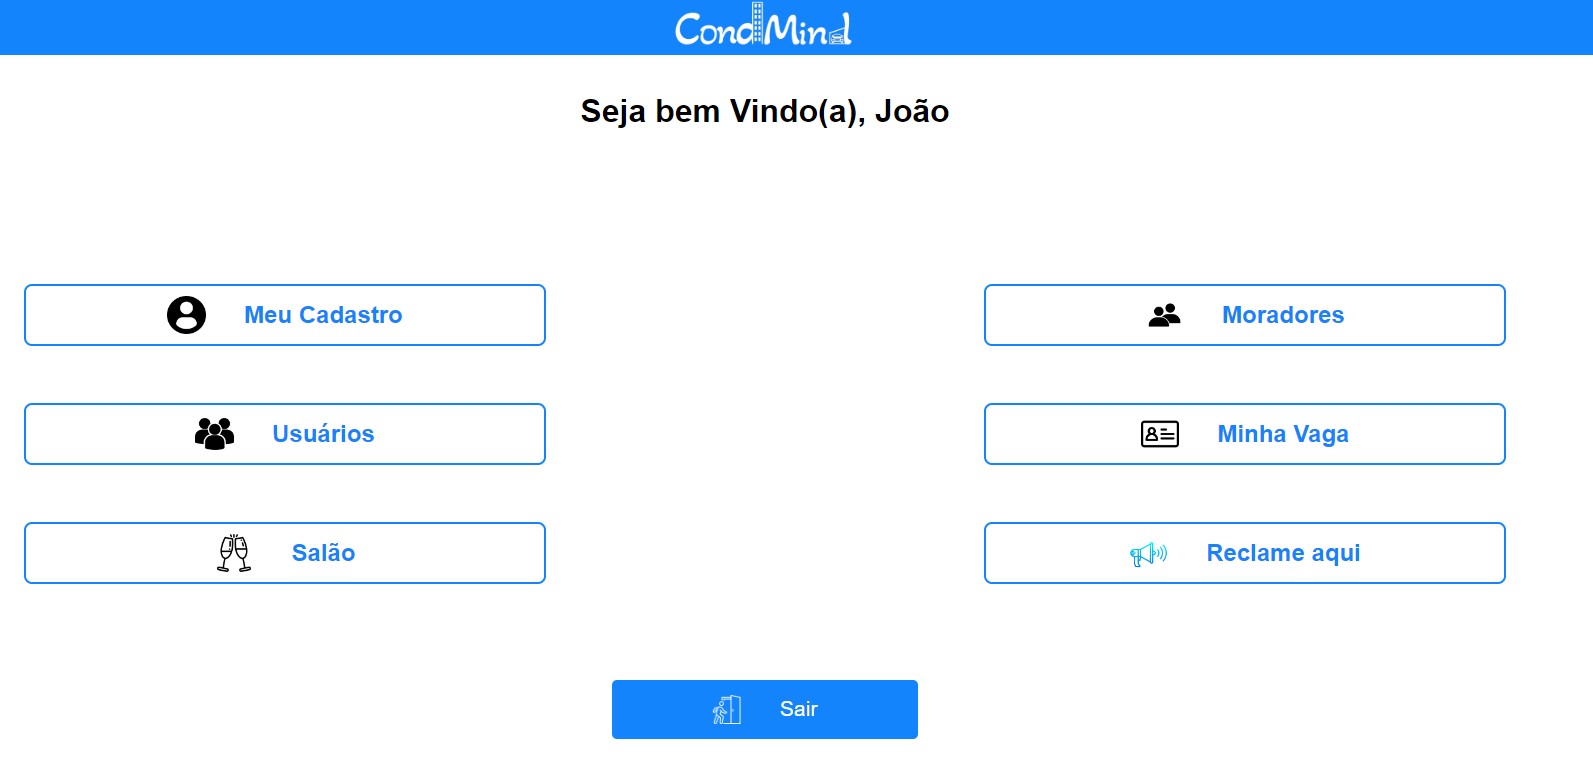 CondMind
Seja bem Vindo(a), João
Meu Cadastro
Moradores
Usuários
Minha Vaga
Salão
Reclame aqui
Sair